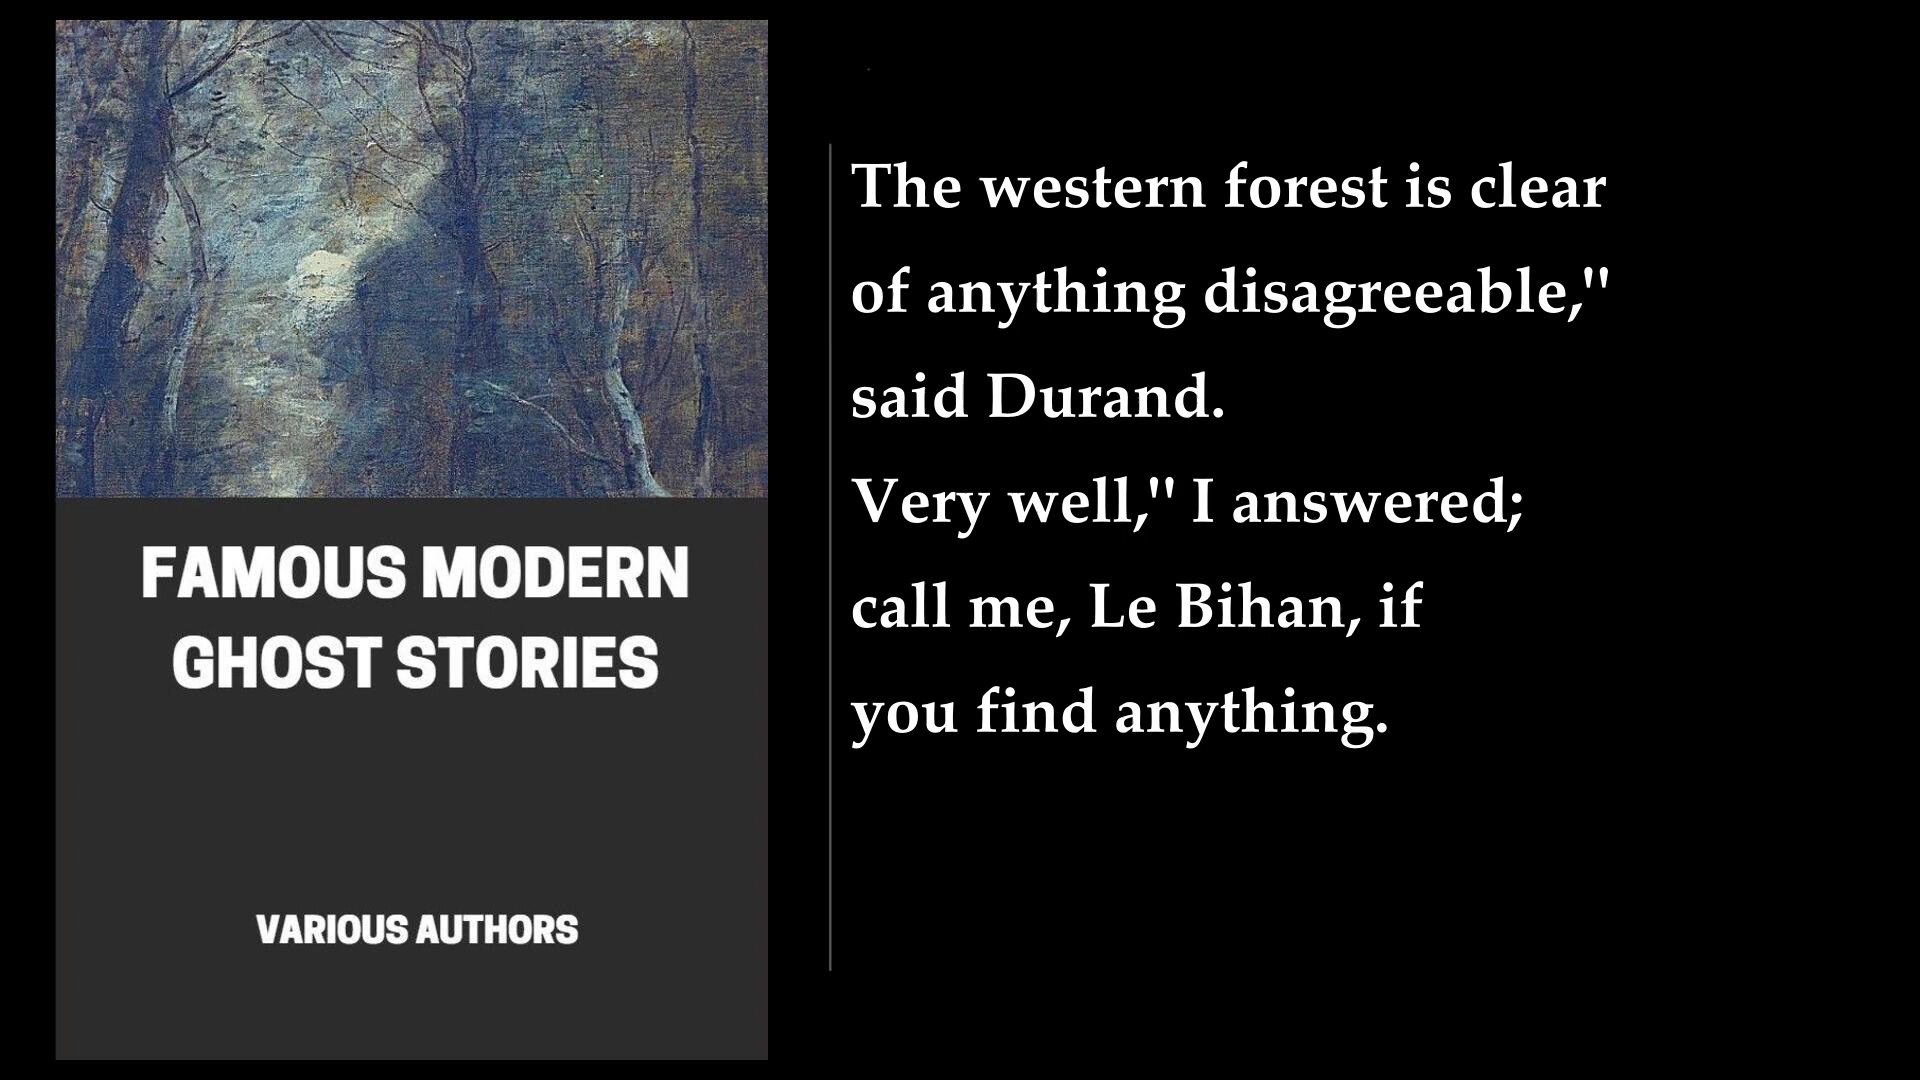 FAMOUS MODERN
GHOST STORIES
VARIOUS AUTHORS
The western forest is clear
of anything disagreeable,"
said Durand.
Very well," I answered;
call me, Le Bihan, if
you find anything.